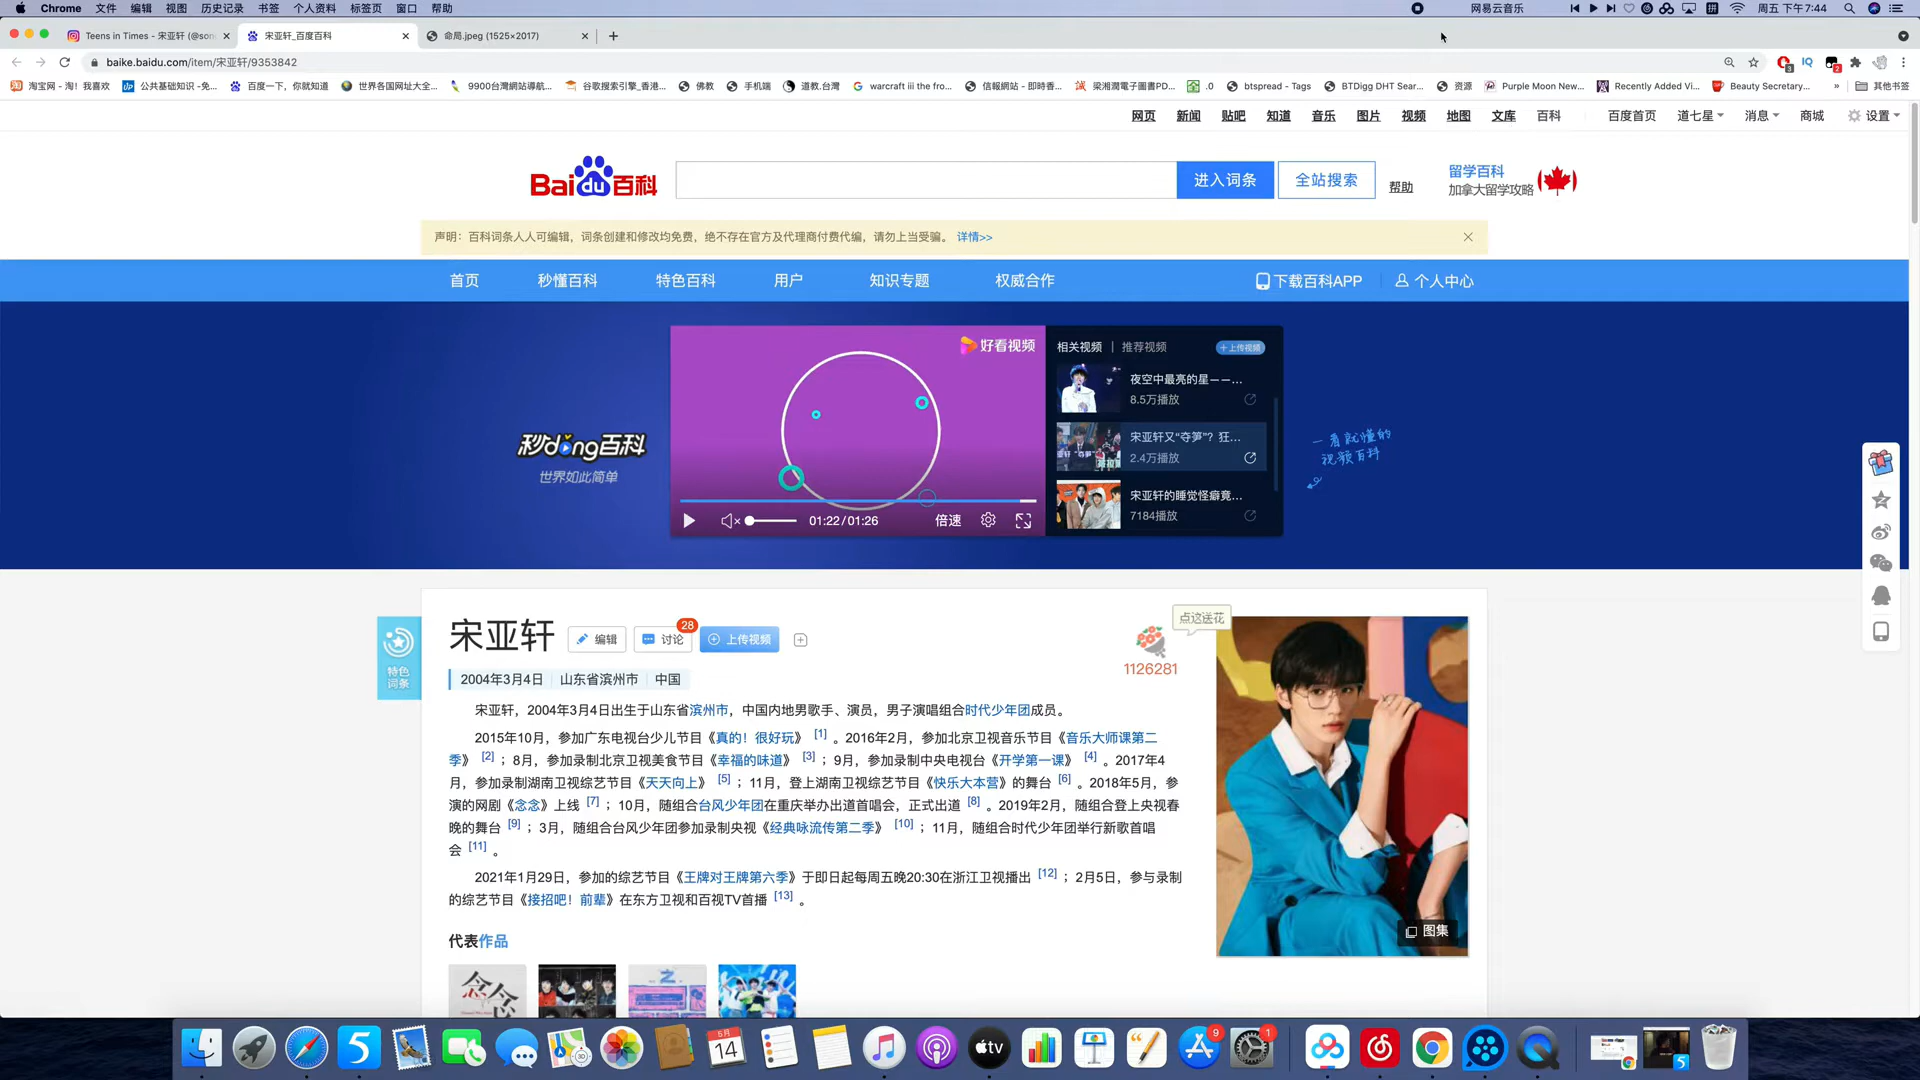 Chrome 文件 编辑 视图 历史记录 书签 个人资料 标签页 窗口 帮助 网易云音乐 拼 周五 下午7:44
Teens in Times - 宋亚轩 (@son 宋亚轩_百度百科 命局.jpeg (1525×2017)
baike.baidu.com/item/宋亚轩/9353842
淘宝网 - 淘！我喜欢 公共基础知识 -免... 百度一下，你就知道 世界各国网址大全... 9900台灣網站導航... 谷歌搜索引擎_香港... 佛教 手机端 道教.台灣 warcraft iii the fro... 信報網站 - 即時香... 梁湘潤電子圖書PD... .0 btspread - Tags BTDigg DHT Sear... 资源 Purple Moon New... Recently Added Vi... Beauty Secretary... » 其他书签
网页 新闻 贴吧 知道 音乐 图片 视频 地图 文库 百科 百度首页 道七星 消息 商城 设置
Baidu百科 进入词条 全站搜索 帮助
留学百科
加拿大留学攻略
声明：百科词条人人可编辑，词条创建和修改均免费，绝不存在官方及代理商付费代编，请勿上当受骗。 详情>>
首页 秒懂百科 特色百科 用户 知识专题 权威合作 下载百科APP 个人中心
好看视频
相关视频 推荐视频 +上传视频
夜空中最亮的星——...
8.5万播放
宋亚轩又“夺笋”？狂...
2.4万播放
宋亚轩的睡觉怪癖竟...
7184播放
秒dong百科
世界如此简单
一看就懂的
视频百科
01:22/01:26 倍速
特色
词条
宋亚轩 编辑 讨论 28 上传视频
点这送花
1126281
2004年3月4日 山东省滨州市 中国
宋亚轩，2004年3月4日出生于山东省滨州市，中国内地男歌手、演员，男子演唱组合时代少年团成员。
2015年10月，参加广东电视台少儿节目《真的！很好玩》 [1] 。2016年2月，参加北京卫视音乐节目《音乐大师课第二
季》 [2] ；8月，参加录制北京卫视美食节目《幸福的味道》 [3] ；9月，参加录制中央电视台《开学第一课》 [4] 。2017年4
月，参加录制湖南卫视综艺节目《天天向上》 [5] ；11月，登上湖南卫视综艺节目《快乐大本营》的舞台 [6] 。2018年5月，参
演的网剧《念念》上线 [7] ；10月，随组合台风少年团在重庆举办出道首唱会，正式出道 [8] 。2019年2月，随组合登上央视春
晚的舞台 [9] ；3月，随组合台风少年团参加录制央视《经典咏流传第二季》 [10] ；11月，随组合时代少年团举行新歌首唱
会 [11] 。
2021年1月29日，参加的综艺节目《王牌对王牌第六季》于即日起每周五晚20:30在浙江卫视播出 [12] ；2月5日，参与录制
的综艺节目《接招吧！前辈》在东方卫视和百视TV首播 [13] 。
图集
代表作品
念念
5月
14
tv
9
1